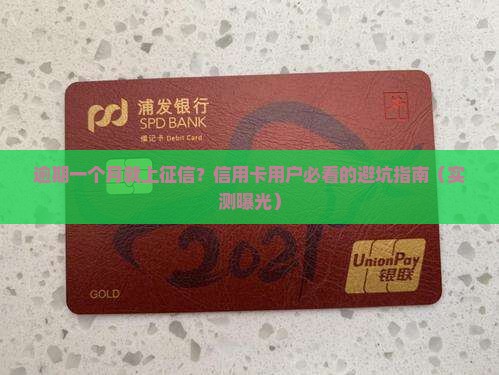 浦发银行
SPD BANK
借记卡 Debit Card
牛
逾期一个月就上征信？信用卡用户必看的避坑指南（实
测曝光）
2021
UnionPay
银联
GOLD